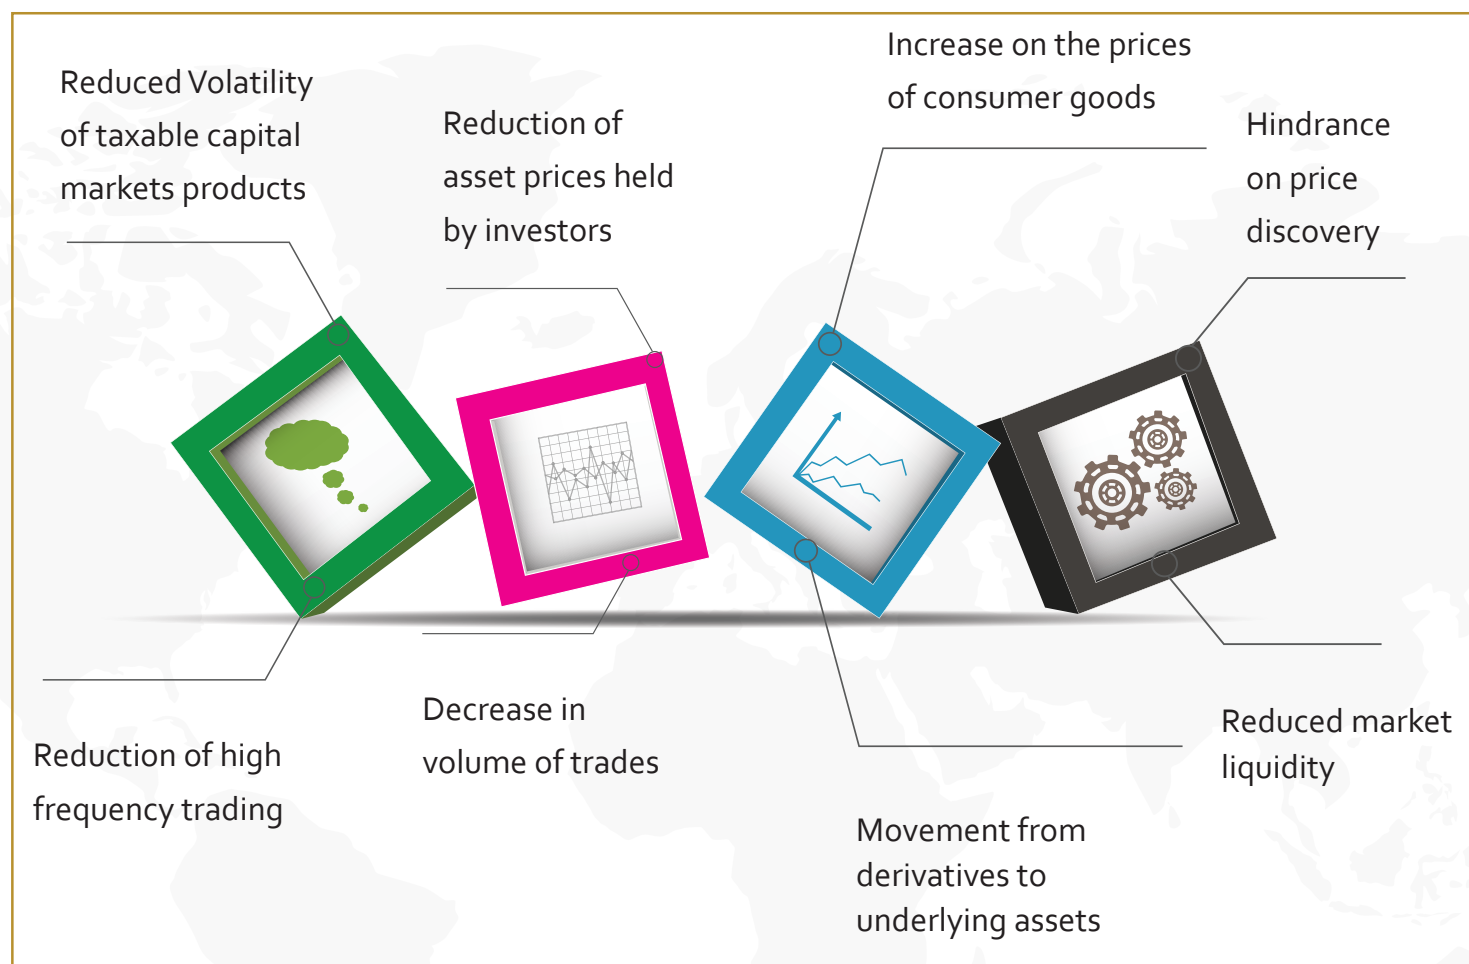 Reduced Volatility
of taxable capital
markets products
Reduction of
asset prices held
by investors
Increase on the prices
of consumer goods
Hindrance
on price
discovery
Reduction of high
frequency trading
Decrease in
volume of trades
Movement from
derivatives to
underlying assets
Reduced market
liquidity